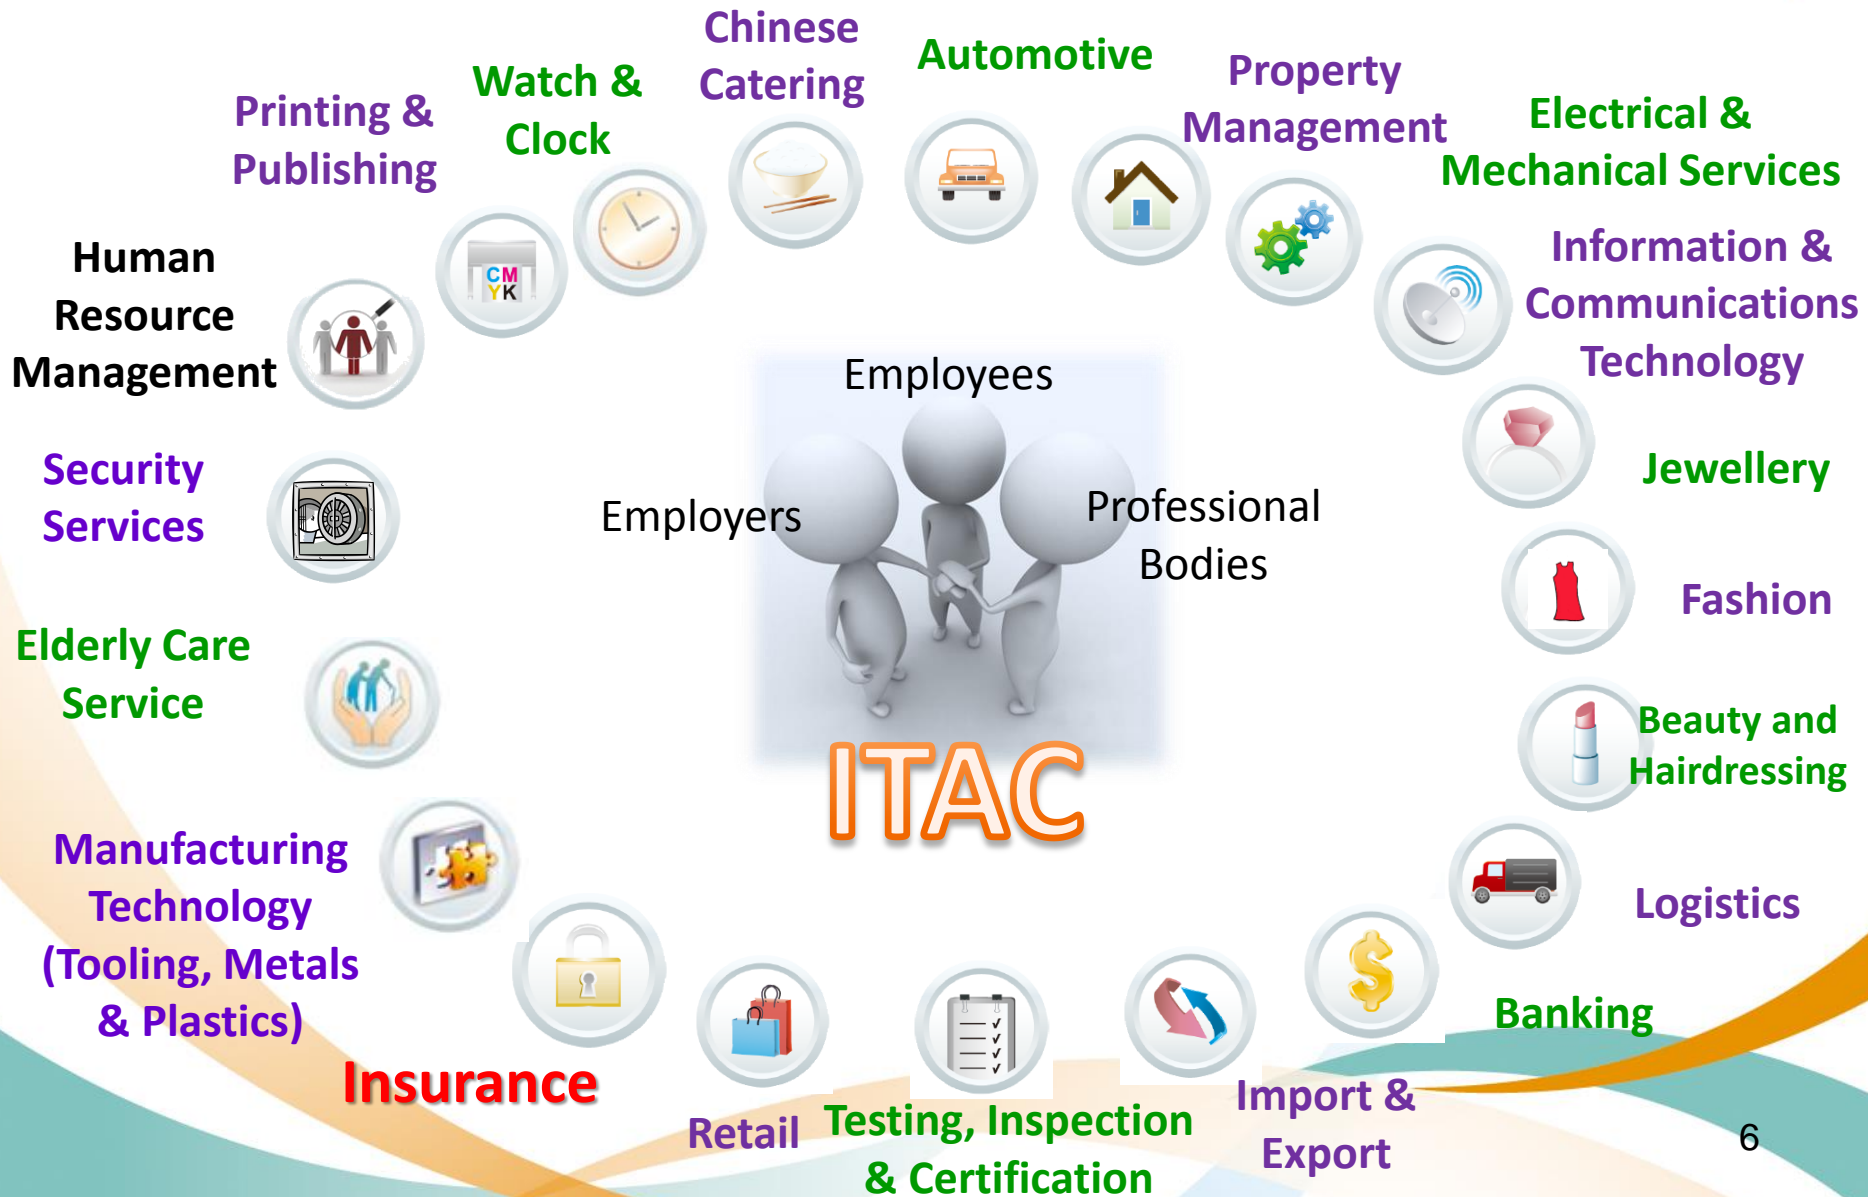 Chinese
Catering
Automotive
Property
Management
Watch &
Clock
Printing &
Publishing
Electrical &
Mechanical Services
Human
Resource
Management
CM
YK
Information &
Communications
Technology
Employees
Security
Services
Employers
Professional
Bodies
Jewellery
Fashion
Elderly Care
Service
Beauty and
Hairdressing
ITAC
Manufacturing
Technology
(Tooling, Metals
& Plastics)
Logistics
$
Banking
Insurance
Retail
Testing, Inspection
& Certification
Import &
Export
6